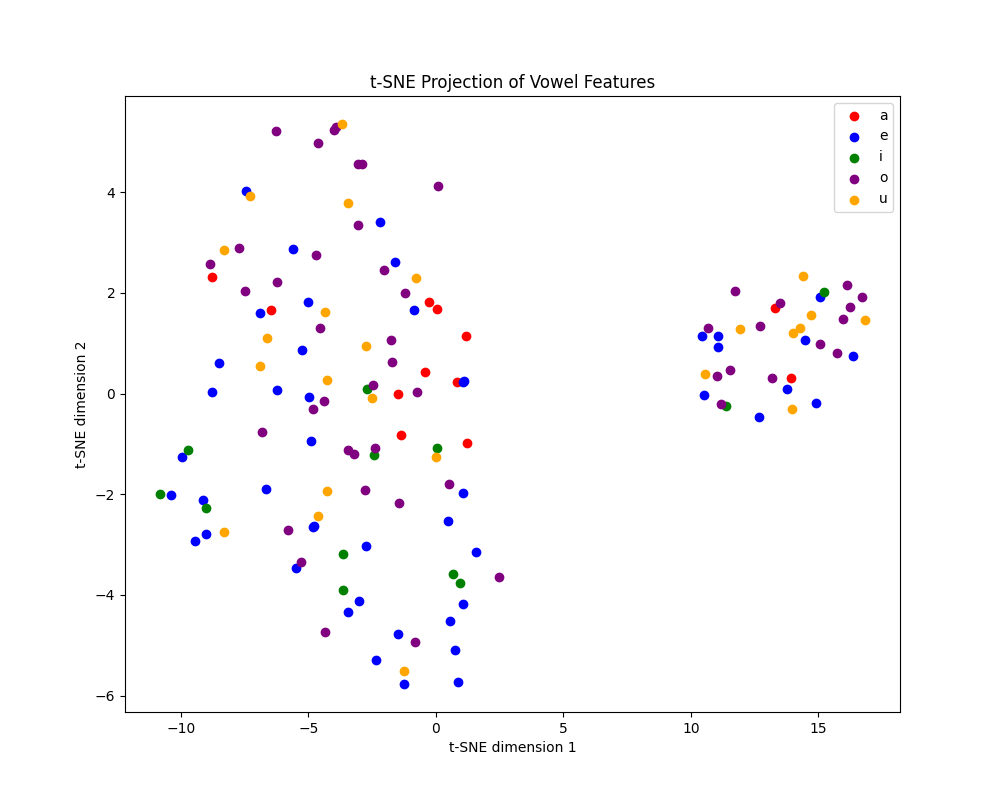 t-SNE Projection of Vowel Features
a
e
i
o
u
4
2
0
−2
−4
−6
t-SNE dimension 2
−10
−5
0
5
10
15
t-SNE dimension 1